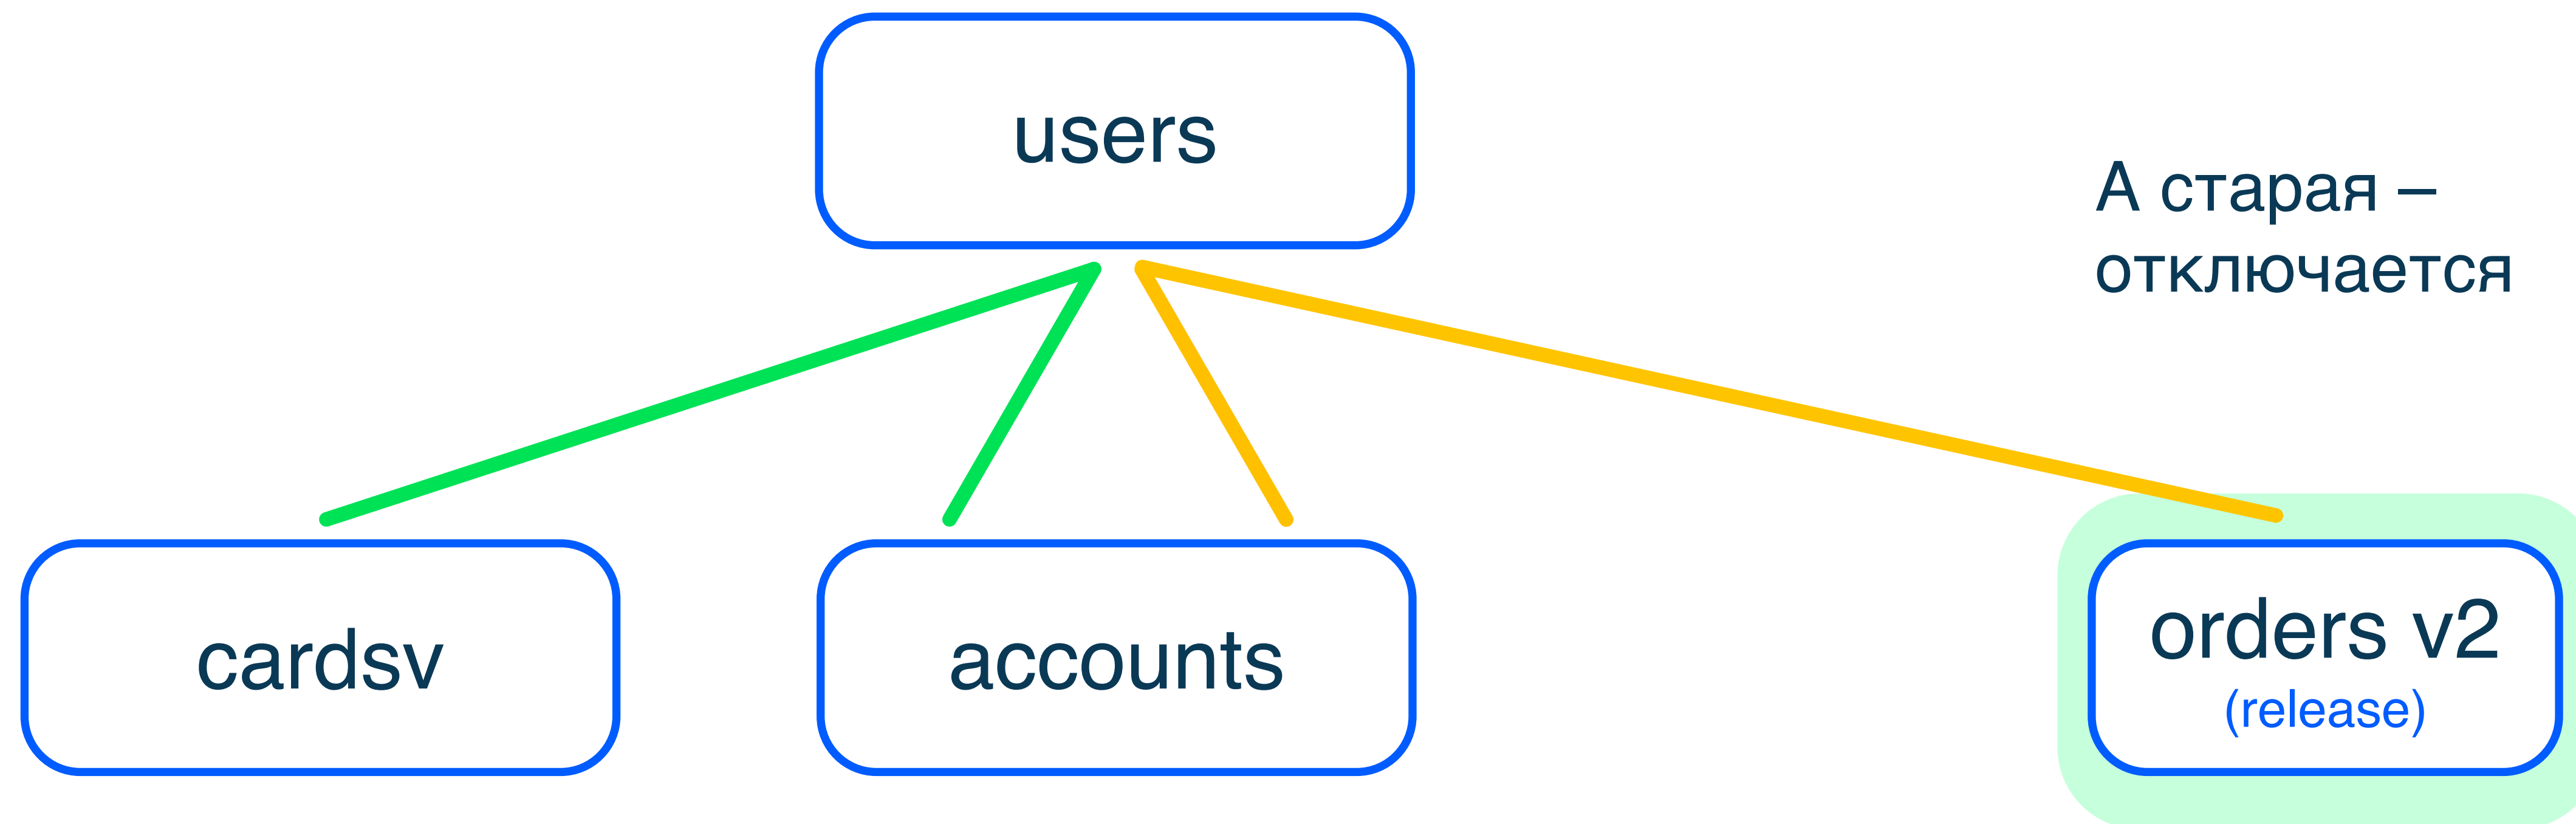 users
А старая –
отключается
cardsv
accounts
orders v2
(release)